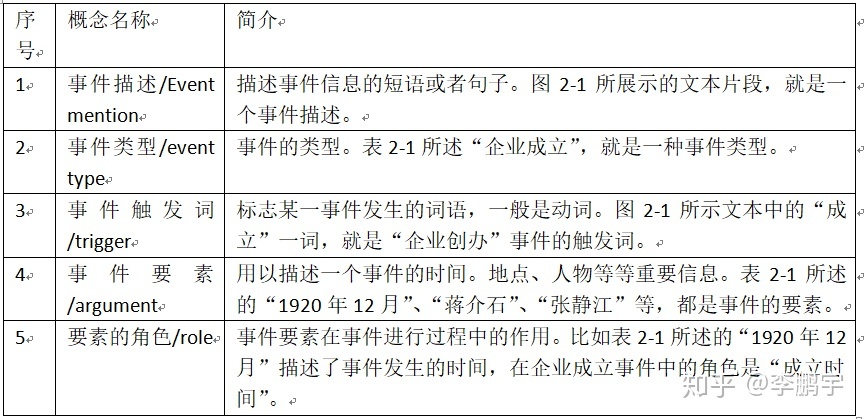 序号 概念名称 简介
1 事件描述/Event mention 描述事件信息的短语或者句子。图 2-1 所展示的文本片段，就是一个事件描述。
2 事件类型/event type 事件的类型。表 2-1 所述“企业成立”，就是一种事件类型。
3 事件触发词/trigger 标志某一事件发生的词语，一般是动词。图 2-1 所示文本中的“成立”一词，就是“企业创办”事件的触发词。
4 事件要素/argument 用以描述一个事件的时间。地点、人物等等重要信息。表 2-1 所述的“1920 年 12 月”、“蒋介石”、“张静江”等，都是事件的要素。
5 要素的角色/role 事件要素在事件进行过程中的作用。比如表 2-1 所述的“1920 年 12 月”描述了事件发生的时间，在企业成立事件中的角色是“成立时间”。
知乎 @李鹏宇